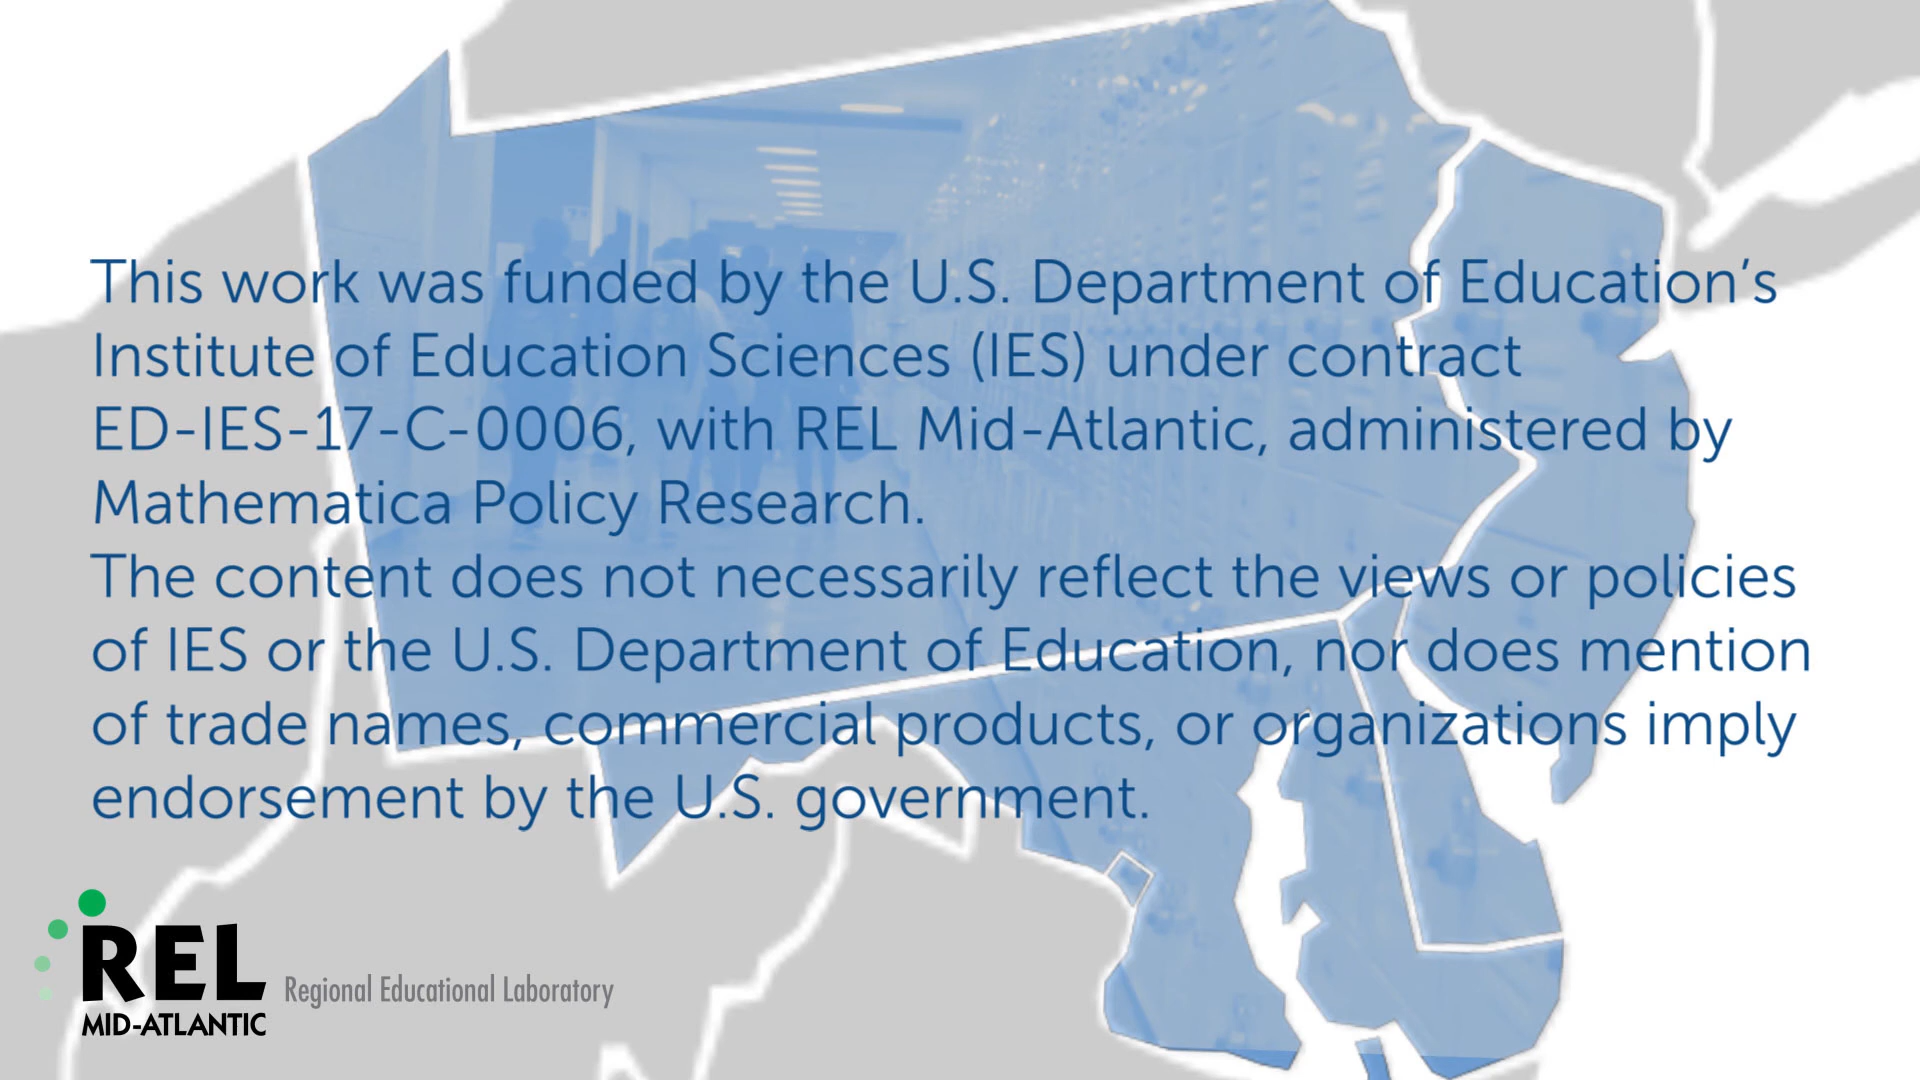 This work was funded by the U.S. Department of Education’s
Institute of Education Sciences (IES) under contract
ED-IES-17-C-0006, with REL Mid-Atlantic, administered by
Mathematica Policy Research.
The content does not necessarily reflect the views or policies
of IES or the U.S. Department of Education, nor does mention
of trade names, commercial products, or organizations imply
endorsement by the U.S. government.
REL Regional Educational Laboratory
MID-ATLANTIC